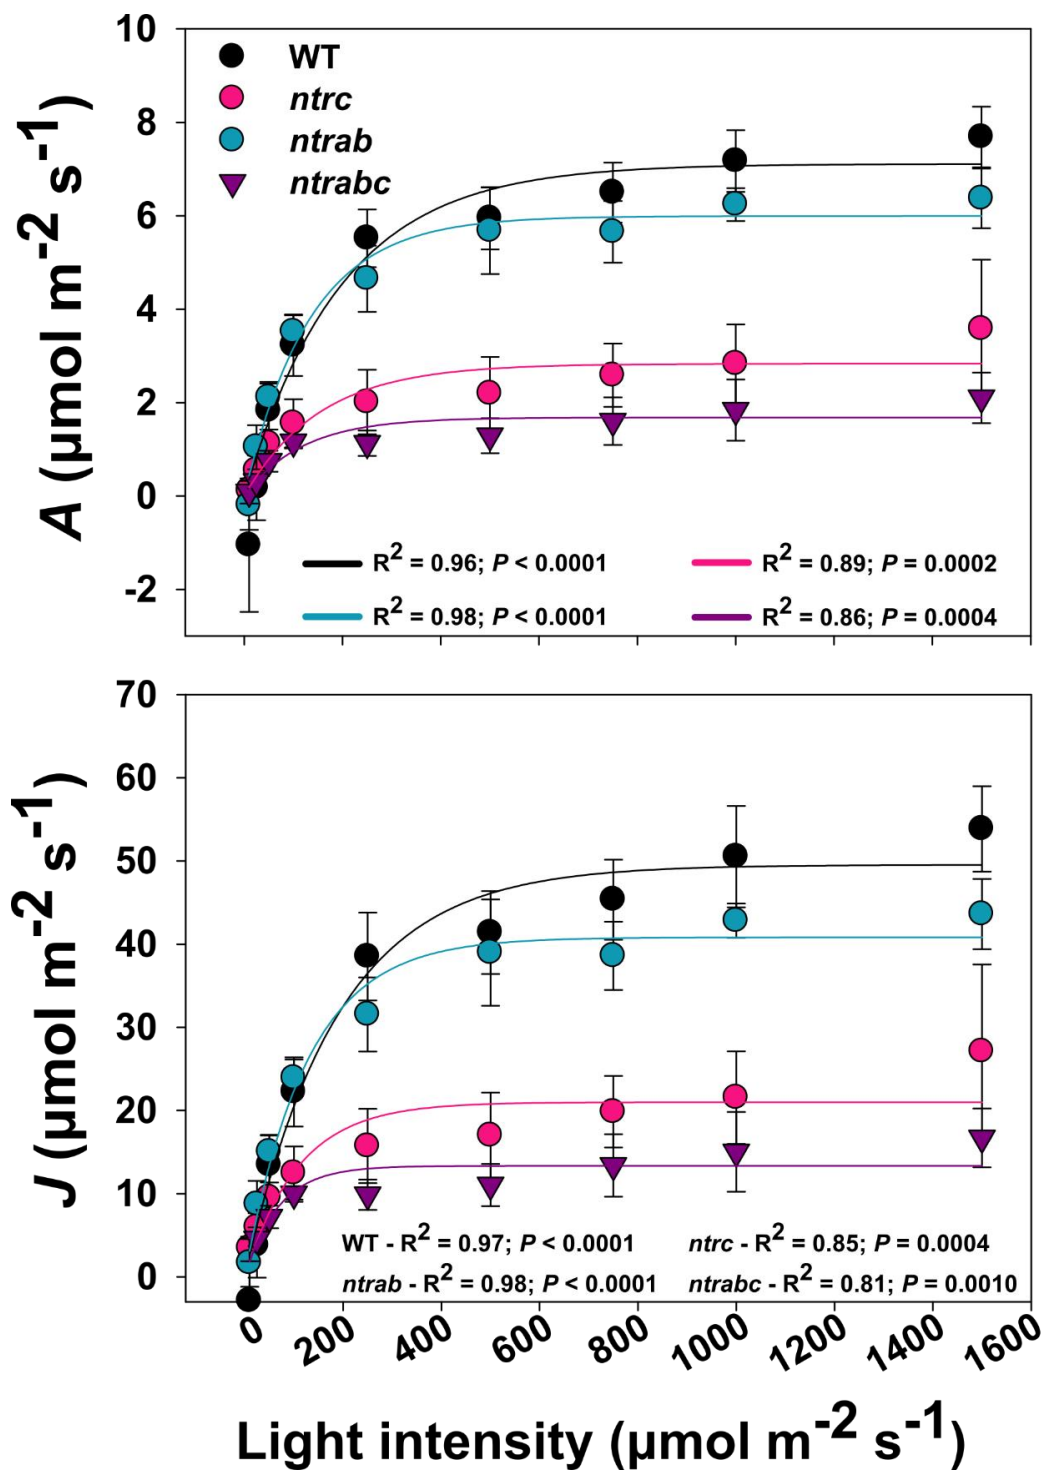 10
8
6
4
2
0
-2
A (µmol m⁻² s⁻¹)
WT
ntrc
ntrab
ntrabc
R² = 0.96; P < 0.0001
R² = 0.89; P = 0.0002
R² = 0.98; P < 0.0001
R² = 0.86; P = 0.0004
70
60
50
40
30
20
10
0
J (µmol m⁻² s⁻¹)
WT - R² = 0.97; P < 0.0001
ntrc - R² = 0.85; P = 0.0004
ntrab - R² = 0.98; P < 0.0001
ntrabc - R² = 0.81; P = 0.0010
0 200 400 600 800 1000 1200 1400 1600
Light intensity (µmol m⁻² s⁻¹)